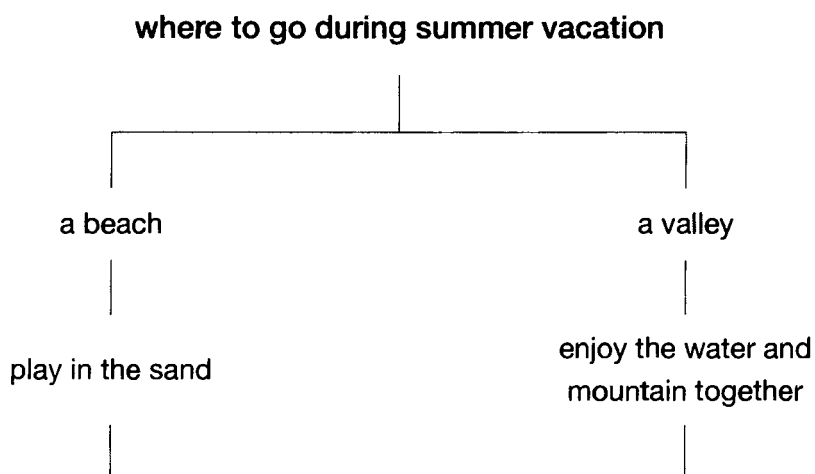 where to go during summer vacation
a beach
a valley
play in the sand
enjoy the water and
mountain together